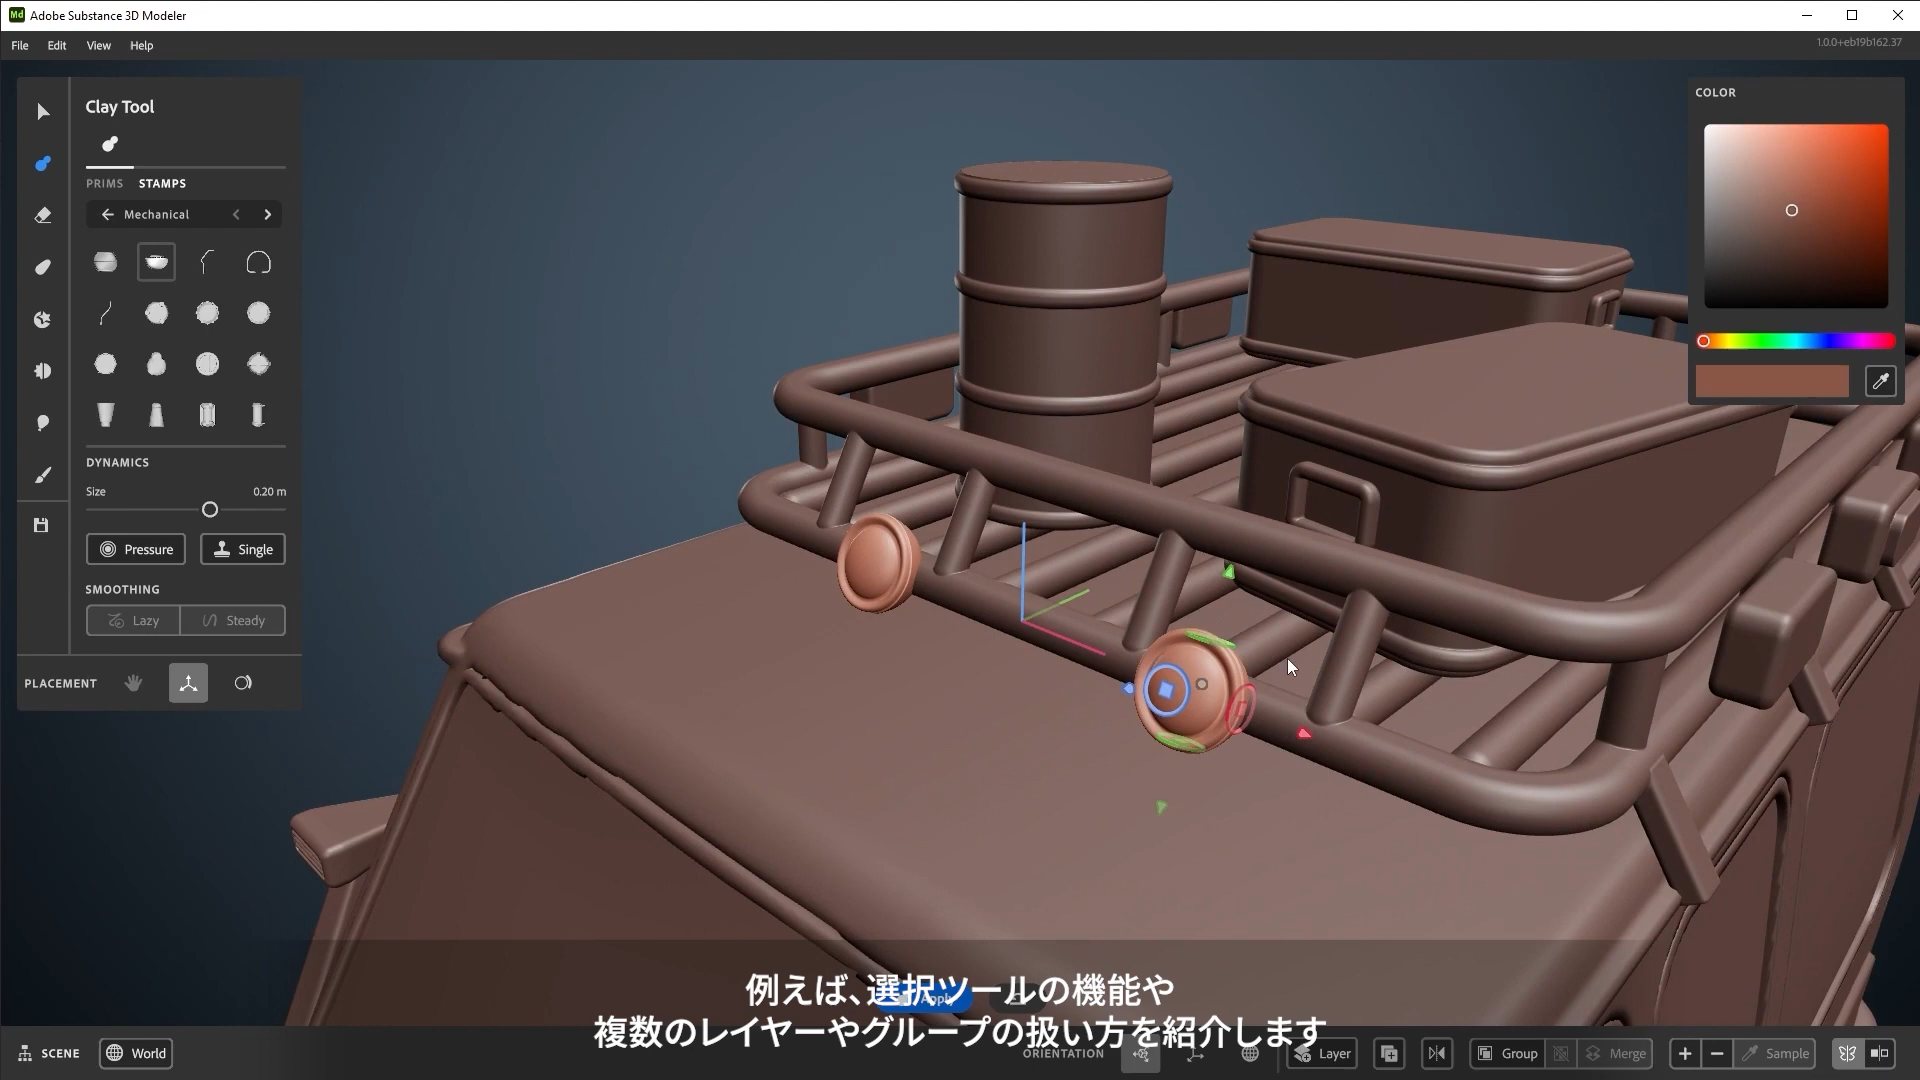 Md Adobe Substance 3D Modeler
File Edit View Help
1.0.0+eb19b162.37
Clay Tool
PRIMS STAMPS
Mechanical
DYNAMICS
Size 0.20 m
Pressure Single
SMOOTHING
Lazy Steady
PLACEMENT
COLOR
例えば、選択ツールの機能や
複数のレイヤーやグループの扱い方を紹介します
SCENE World ORIENTATION Layer Group Merge Sample